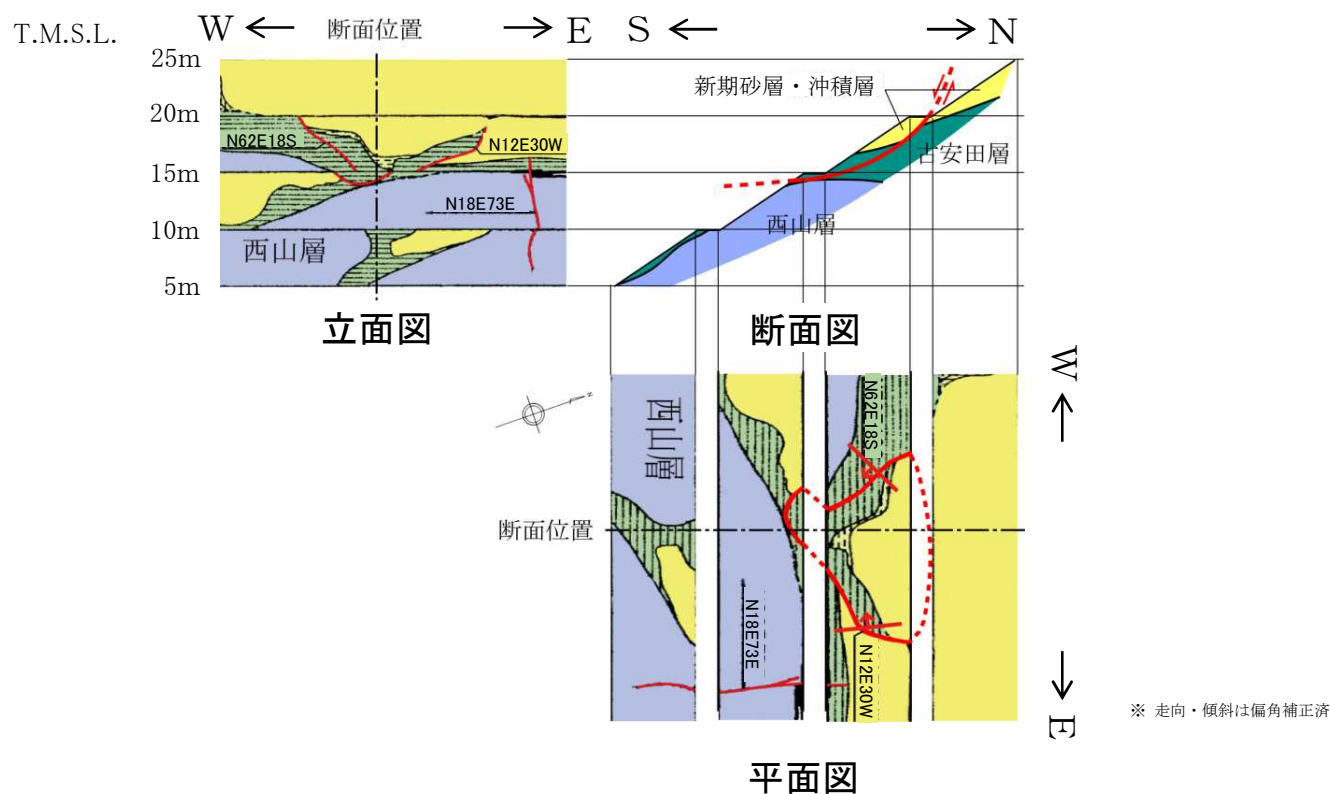 T.M.S.L.
W
断面位置
E
S
N
25m
20m
15m
10m
5m
N62E18S
N12E30W
N18E73E
西山層
立面図
新期砂層・沖積層
古安田層
西山層
断面図
W
西山層
N62E18S
断面位置
N18E73E
N12E30W
E
※ 走向・傾斜は偏角補正済
平面図